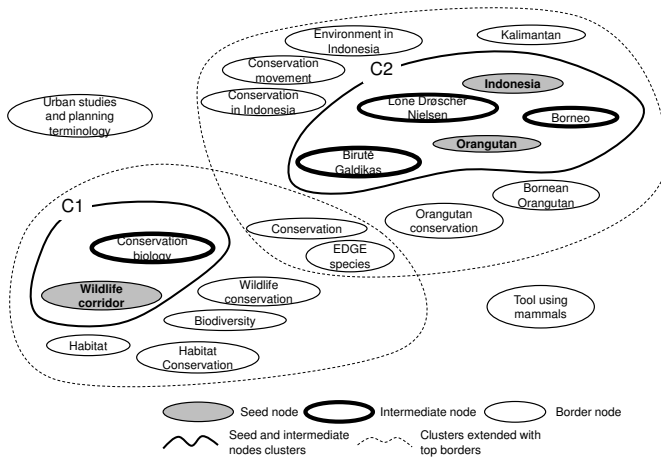 Environment in
Indonesia
Kalimantan
Conservation
movement
C2
Indonesia
Conservation
in Indonesia
Lone Drøscher
Nielsen
Borneo
Urban studies
and planning
terminology
Orangutan
Biruté
Galdikas
Bornean
Orangutan
C1
Orangutan
conservation
Conservation
Conservation
biology
EDGE
species
Wildlife
corridor
Wildlife
conservation
Tool using
mammals
Biodiversity
Habitat
Habitat
Conservation
Seed node
Intermediate node
Border node
Seed and intermediate
nodes clusters
Clusters extended with
top borders